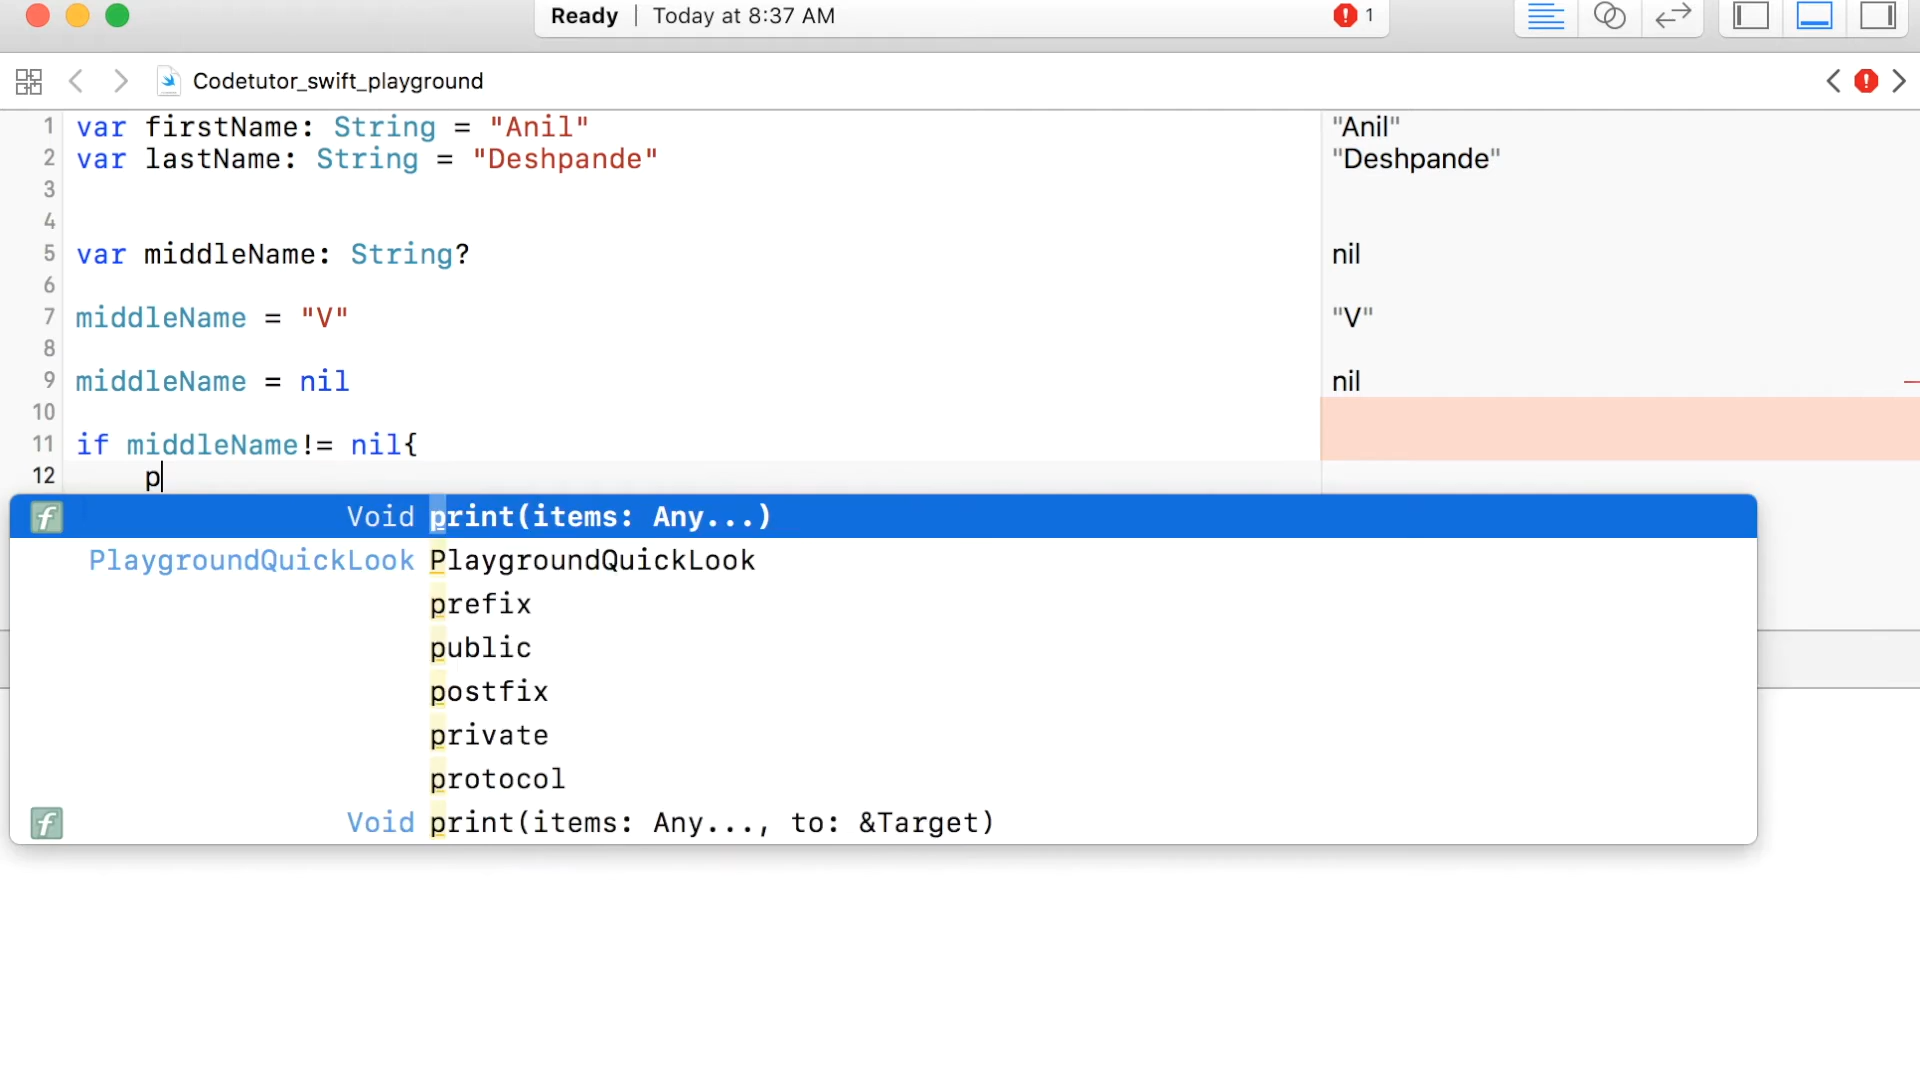 Ready | Today at 8:37 AM
1
Codetutor_swift_playground
1 var firstName: String = "Anil" "Anil"
2 var lastName: String = "Deshpande" "Deshpande"
3
4
5 var middleName: String? nil
6
7 middleName = "V" "V"
8
9 middleName = nil nil
10
11 if middleName!= nil{
12 p
f Void print(items: Any...)
PlaygroundQuickLook PlaygroundQuickLook
prefix
public
postfix
private
protocol
f Void print(items: Any..., to: &Target)